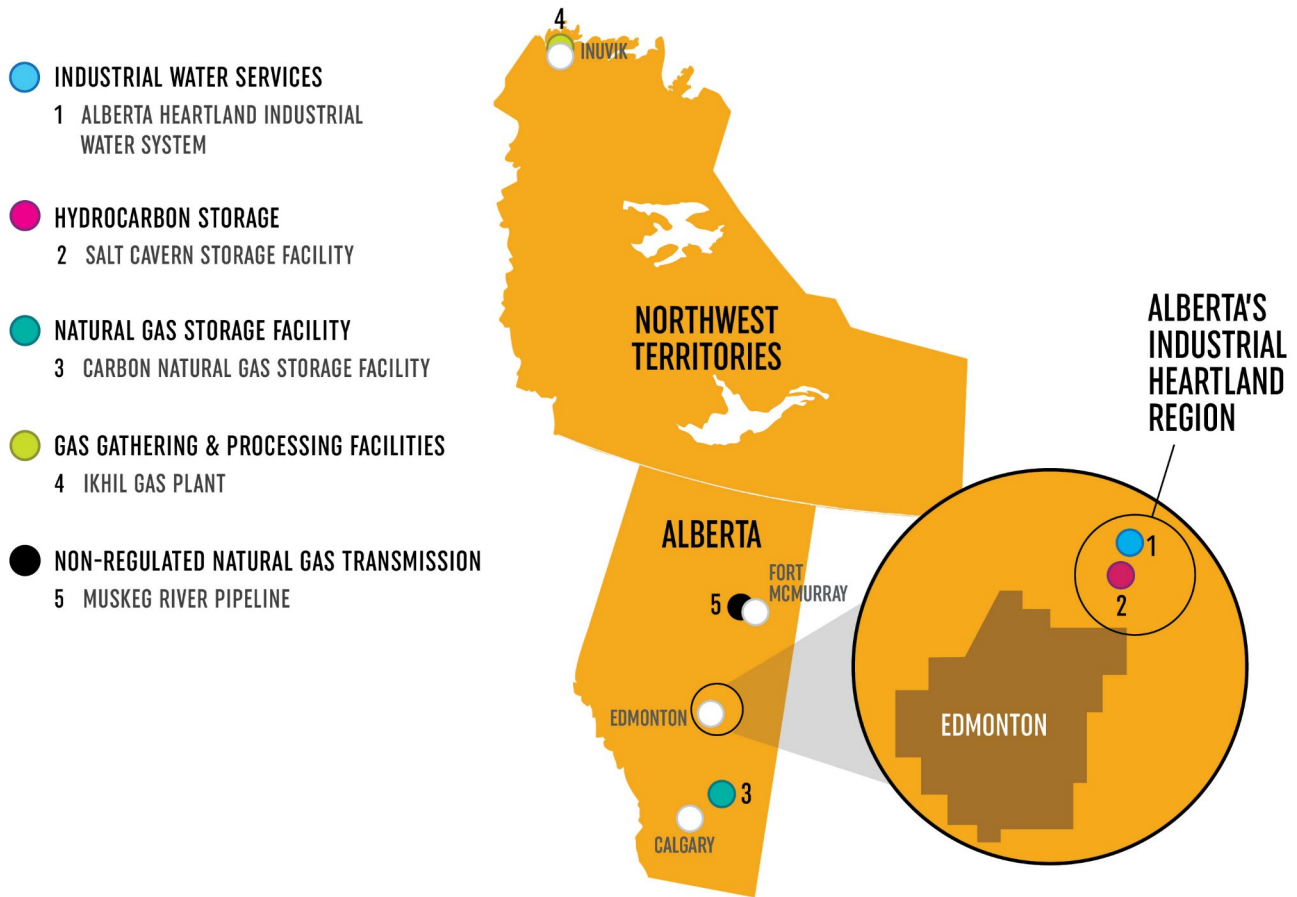 INDUSTRIAL WATER SERVICES
1 ALBERTA HEARTLAND INDUSTRIAL
WATER SYSTEM
HYDROCARBON STORAGE
2 SALT CAVERN STORAGE FACILITY
NATURAL GAS STORAGE FACILITY
3 CARBON NATURAL GAS STORAGE FACILITY
GAS GATHERING & PROCESSING FACILITIES
4 IKHIL GAS PLANT
NON-REGULATED NATURAL GAS TRANSMISSION
5 MUSKEG RIVER PIPELINE
4
INUVIK
NORTHWEST
TERRITORIES
ALBERTA
FORT
MCMURRAY
5
EDMONTON
3
CALGARY
ALBERTA'S
INDUSTRIAL
HEARTLAND
REGION
1
2
EDMONTON